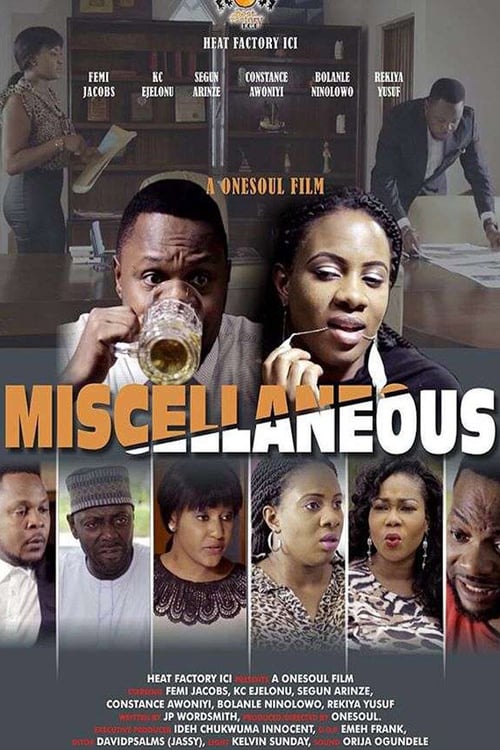 HEAT FACTORY ICI
FEMI JACOBS
KC EJELONU
SEGUN ARINZE
CONSTANCE AWONIYI
BOLANLE NINOLOWO
REKIYA YUSUF
A ONESOUL FILM
MISCELLANEOUS
HEAT FACTORY ICI PRESENTS A ONESOUL FILM
STARRING FEMI JACOBS, KC EJELONU, SEGUN ARINZE,
CONSTANCE AWONIYI, BOLANLE NINOLOWO, REKIYA YUSUF
WRITTEN BY JP WORDSMITH, PRODUCED/DIRECTED BY ONESOUL.
EXECUTIVE PRODUCER IDEH CHUKWUMA INNOCENT, D.O.P. EMEH FRANK,
DAVIDPSALMS (JASSY), LIGHT KELVIN SUNDAY, SOUND ORIJA OGUNDELE